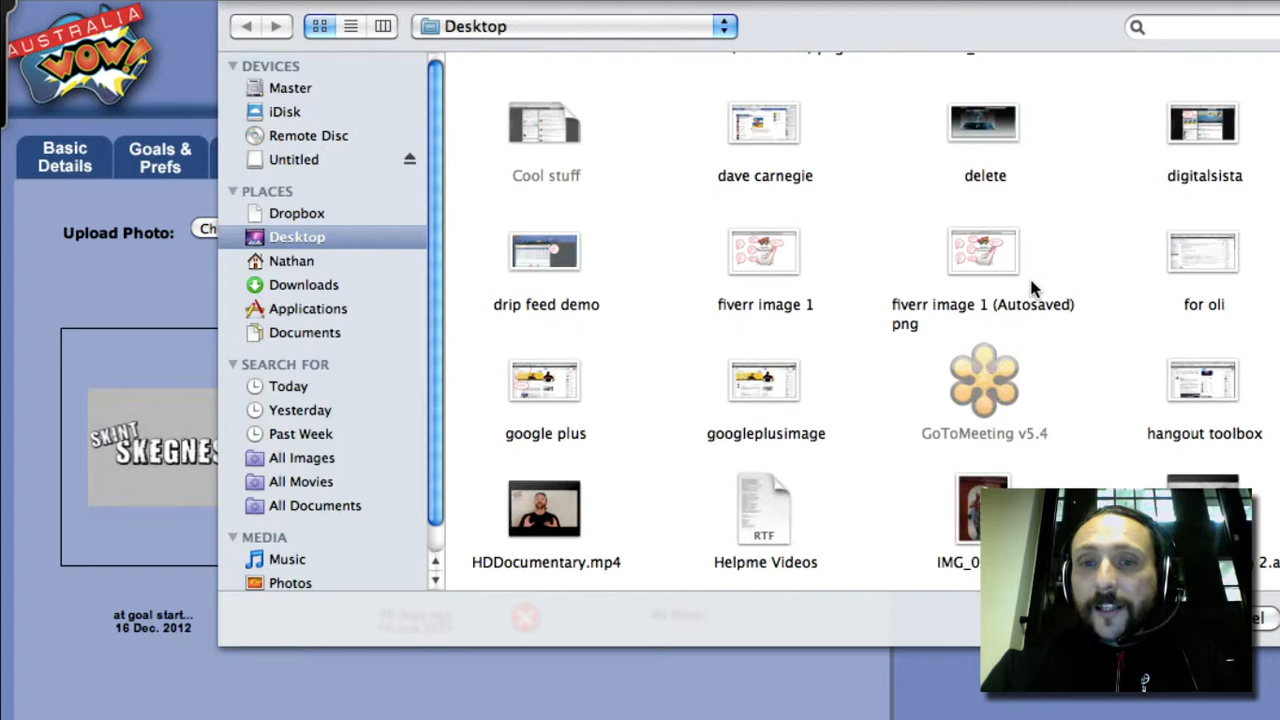 AUSTRALIA
WOW!
Desktop
DEVICES
Master
iDisk
Remote Disc
Untitled
PLACES
Dropbox
Desktop
Nathan
Downloads
Applications
Documents
SEARCH FOR
Today
Yesterday
Past Week
All Images
All Movies
All Documents
MEDIA
Music
Photos
Cool stuff
dave carnegie
delete
digitalsista
drip feed demo
fiverr image 1
fiverr image 1 (Autosaved)
png
for oli
google plus
googleplusimage
GoToMeeting v5.4
hangout toolbox
RTF
HDDocumentary.mp4
Helpme Videos
IMG_0
2.a
el
Basic
Details
Goals &
Prefs
Upload Photo:
Ch
SKINT
SKEGNES
at goal start...
16 Dec. 2012